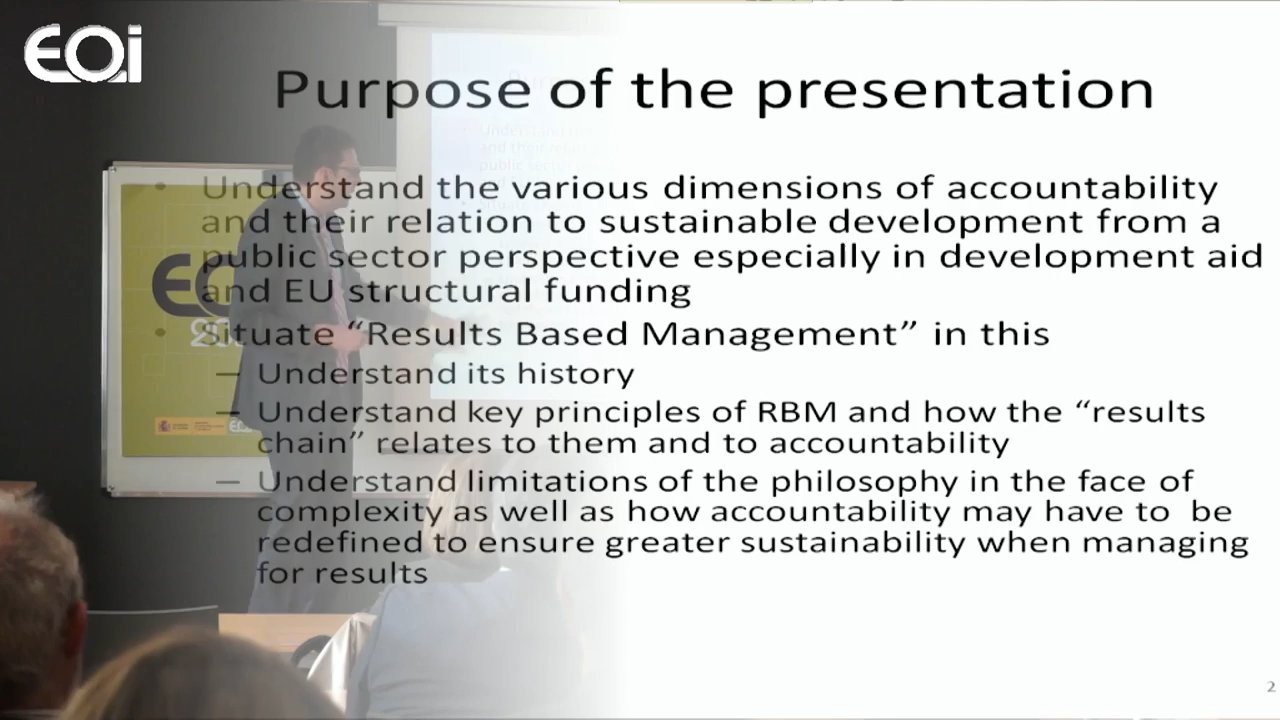 EOi
Purpose of the presentation
• Understand the various dimensions of accountability
and their relation to sustainable development from a
public sector perspective especially in development aid
and EU structural funding
• Situate “Results Based Management” in this
– Understand its history
– Understand key principles of RBM and how the “results
chain” relates to them and to accountability
– Understand limitations of the philosophy in the face of
complexity as well as how accountability may have to be
redefined to ensure greater sustainability when managing
for results
2